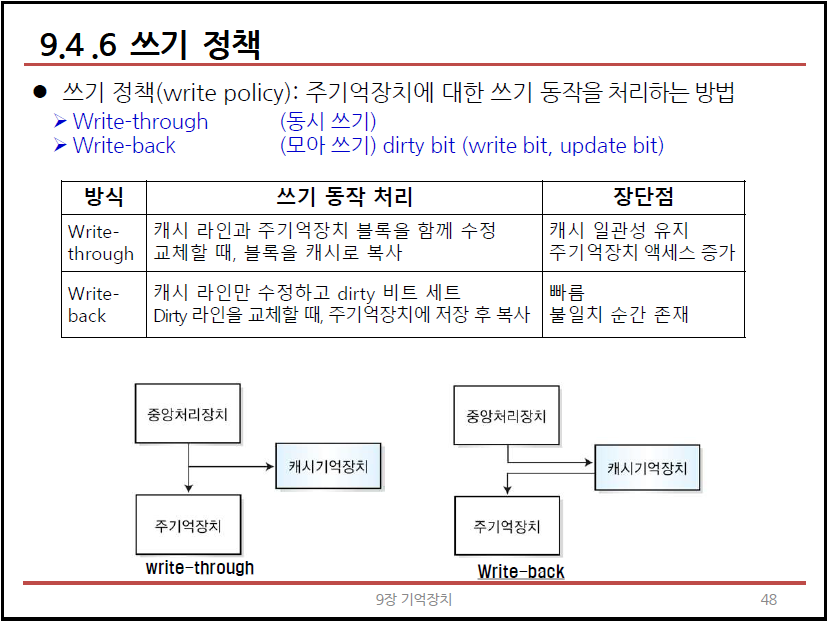 9.4.6 쓰기 정책
● 쓰기 정책(write policy): 주기억장치에 대한 쓰기 동작을 처리하는 방법
➢ Write-through (동시 쓰기)
➢ Write-back (모아 쓰기) dirty bit (write bit, update bit)
방식 쓰기 동작 처리 장단점
Write-
through
캐시 라인과 주기억장치 블록을 함께 수정
교체할 때, 블록을 캐시로 복사
캐시 일관성 유지
주기억장치 액세스 증가
Write-
back
캐시 라인만 수정하고 dirty 비트 세트
Dirty 라인을 교체할 때, 주기억장치에 저장 후 복사
빠름
불일치 순간 존재
중앙처리장치
캐시기억장치
주기억장치
write-through
중앙처리장치
캐시기억장치
주기억장치
Write-back
9장 기억장치 48